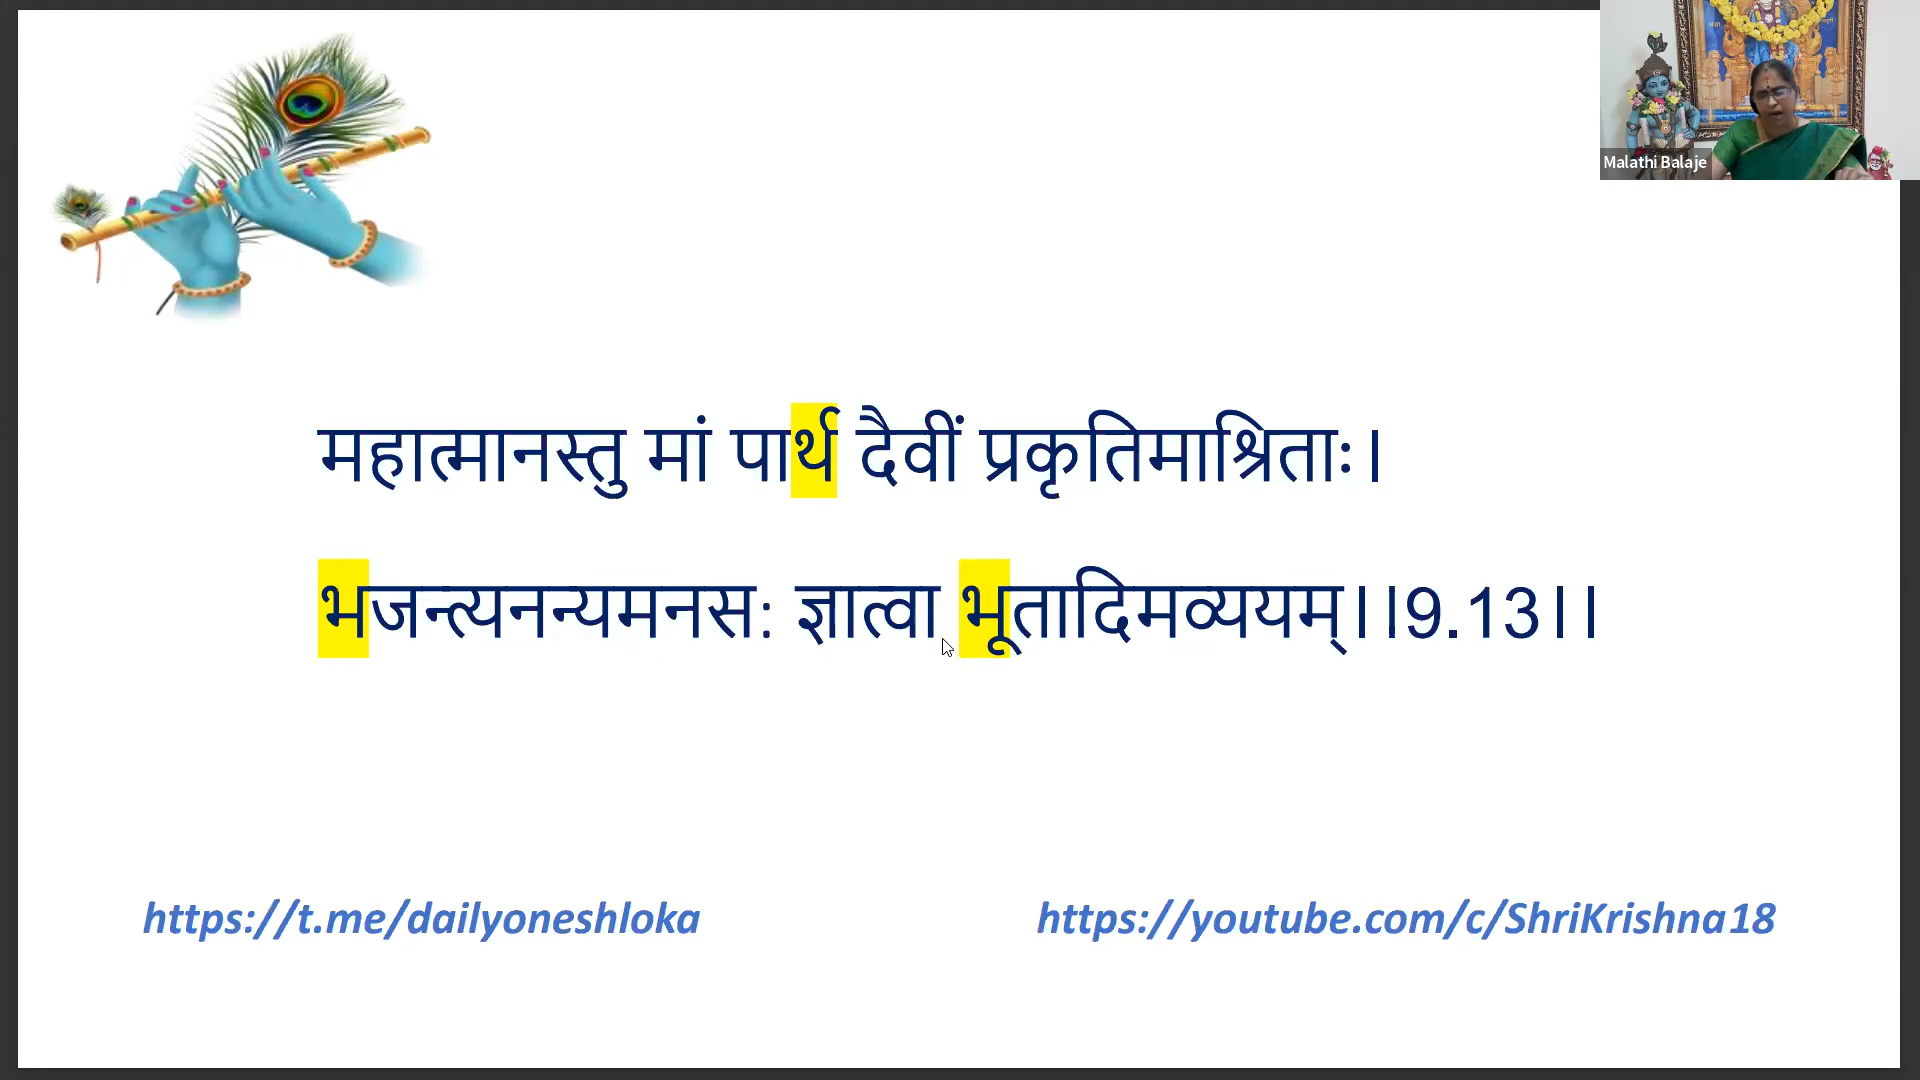 Malathi Balaje
महात्मानस्तु मां पार्थ दैवीं प्रकृतिमाश्रिताः।
भजन्त्यनन्यमनस: ज्ञात्वा भूतादिमव्ययम्।।9.13।।
https://t.me/dailyoneshloka
https://youtube.com/c/ShriKrishna18